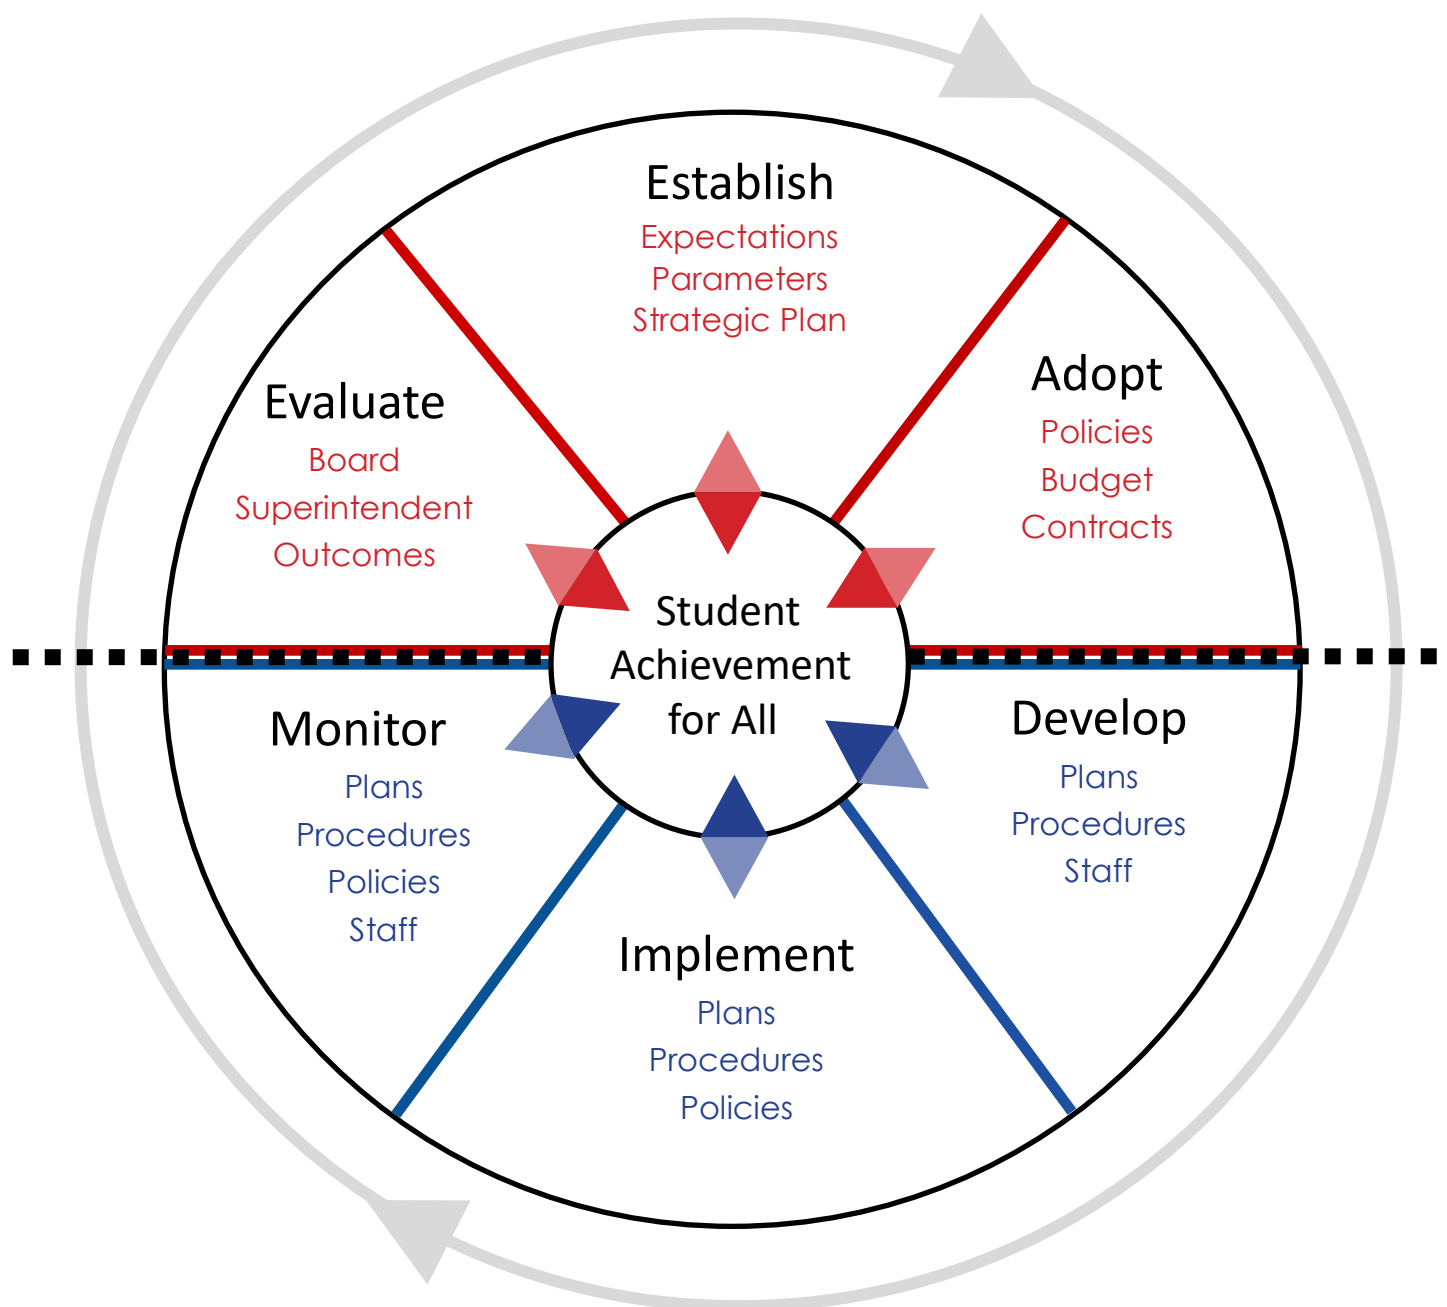 Establish
Expectations
Parameters
Strategic Plan
Adopt
Policies
Budget
Contracts
Develop
Plans
Procedures
Staff
Implement
Plans
Procedures
Policies
Monitor
Plans
Procedures
Policies
Staff
Evaluate
Board
Superintendent
Outcomes
Student
Achievement
for All